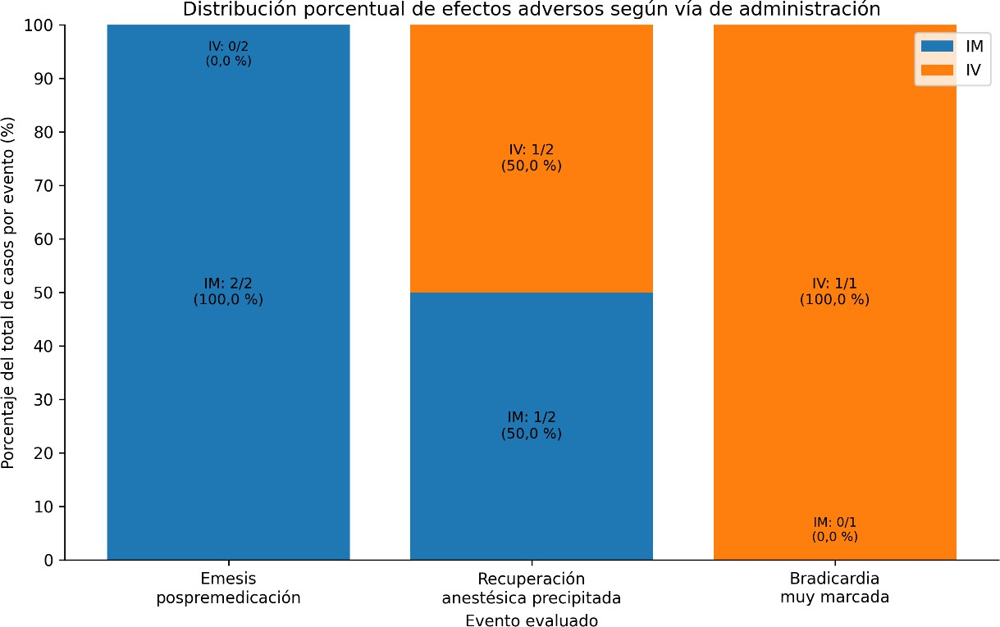 Distribución porcentual de efectos adversos según vía de administración
Porcentaje del total de casos por evento (%)
100
90
80
70
60
50
40
30
20
10
0
IV: 0/2
(0,0 %)
IM: 2/2
(100,0 %)
IV: 1/2
(50,0 %)
IM: 1/2
(50,0 %)
IV: 1/1
(100,0 %)
IM: 0/1
(0,0 %)
IM
IV
Emesis
pospremedicación
Recuperación
anestésica precipitada
Bradicardia
muy marcada
Evento evaluado